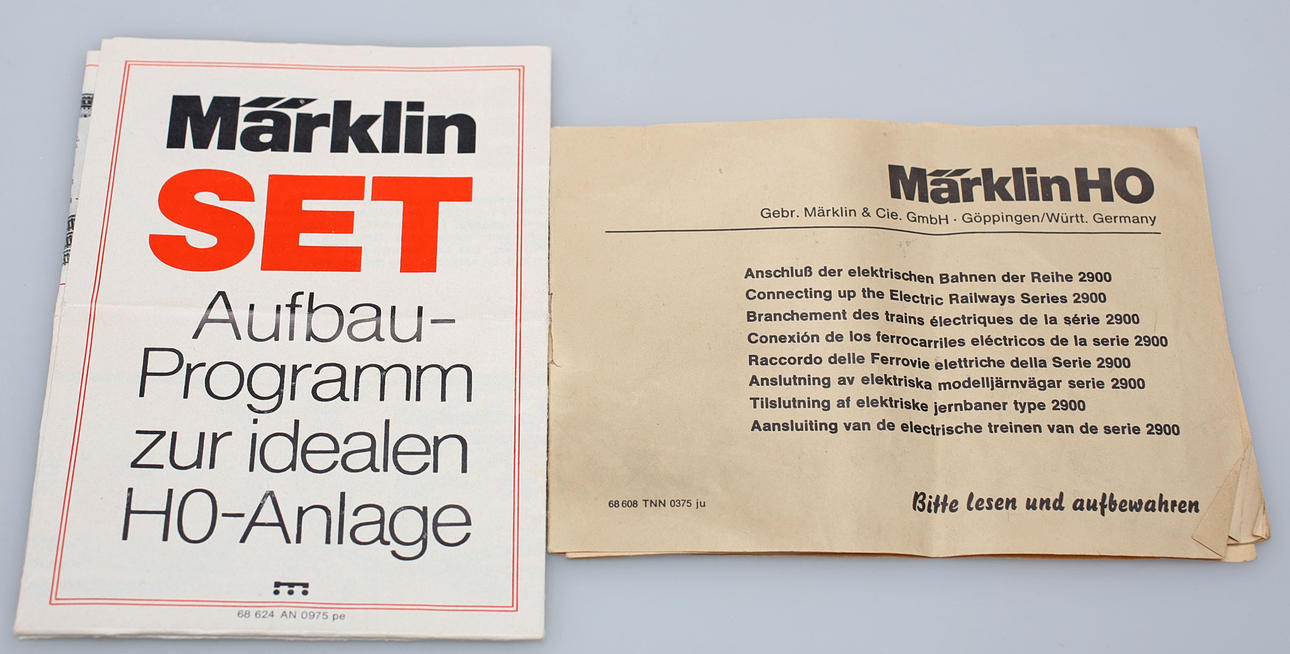 Märklin
SET
Aufbau-
Programm
zur idealen
H0-Anlage
68 624 AN 0975 pe
Märklin HO
Gebr. Märklin & Cie. GmbH · Göppingen/Württ. Germany
Anschluß der elektrischen Bahnen der Reihe 2900
Connecting up the Electric Railways Series 2900
Branchement des trains électriques de la série 2900
Conexión de los ferrocarriles eléctricos de la serie 2900
Raccordo delle Ferrovie elettriche della Serie 2900
Anslutning av elektriska modelljärnvägar serie 2900
Tilslutning af elektriske jernbaner type 2900
Aansluiting van de electrische treinen van de serie 2900
68 608 TNN 0375 ju
Bitte lesen und aufbewahren